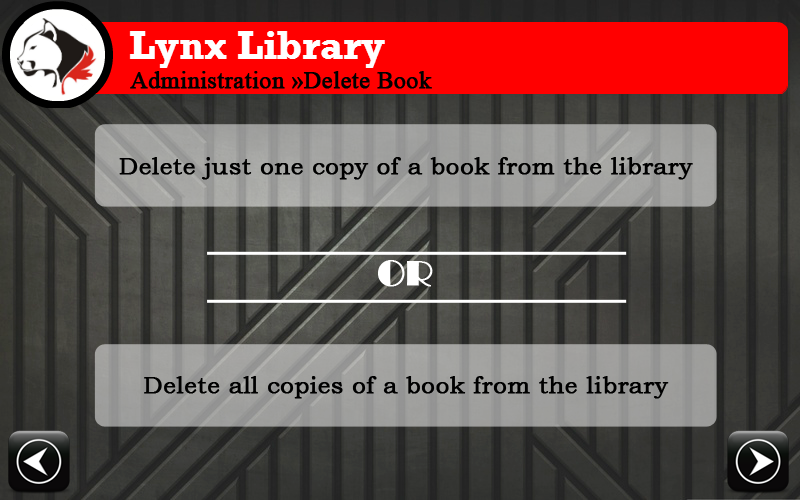 Lynx Library
Administration »Delete Book
Delete just one copy of a book from the library
OR
Delete all copies of a book from the library